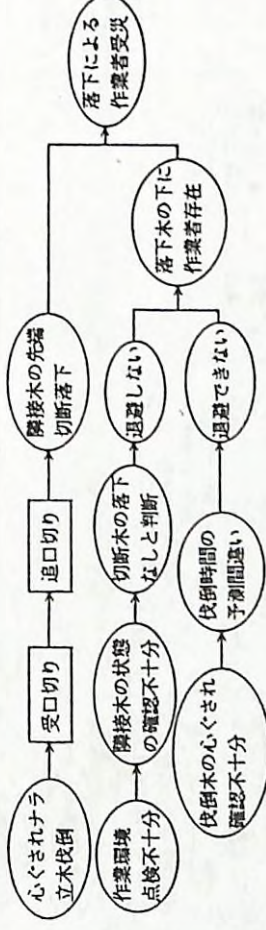 心ぐされナラ
立木伐倒
受口切り
追口切り
隣接木の先端
切断落下
落下による
作業者受災
作業環境
点検不十分
隣接木の状態
の確認不十分
切断木の落下
なしと判断
退避しない
落下木の下に
作業者存在
伐倒木の心ぐされ
確認不十分
伐倒時間の
予測間違い
退避できない